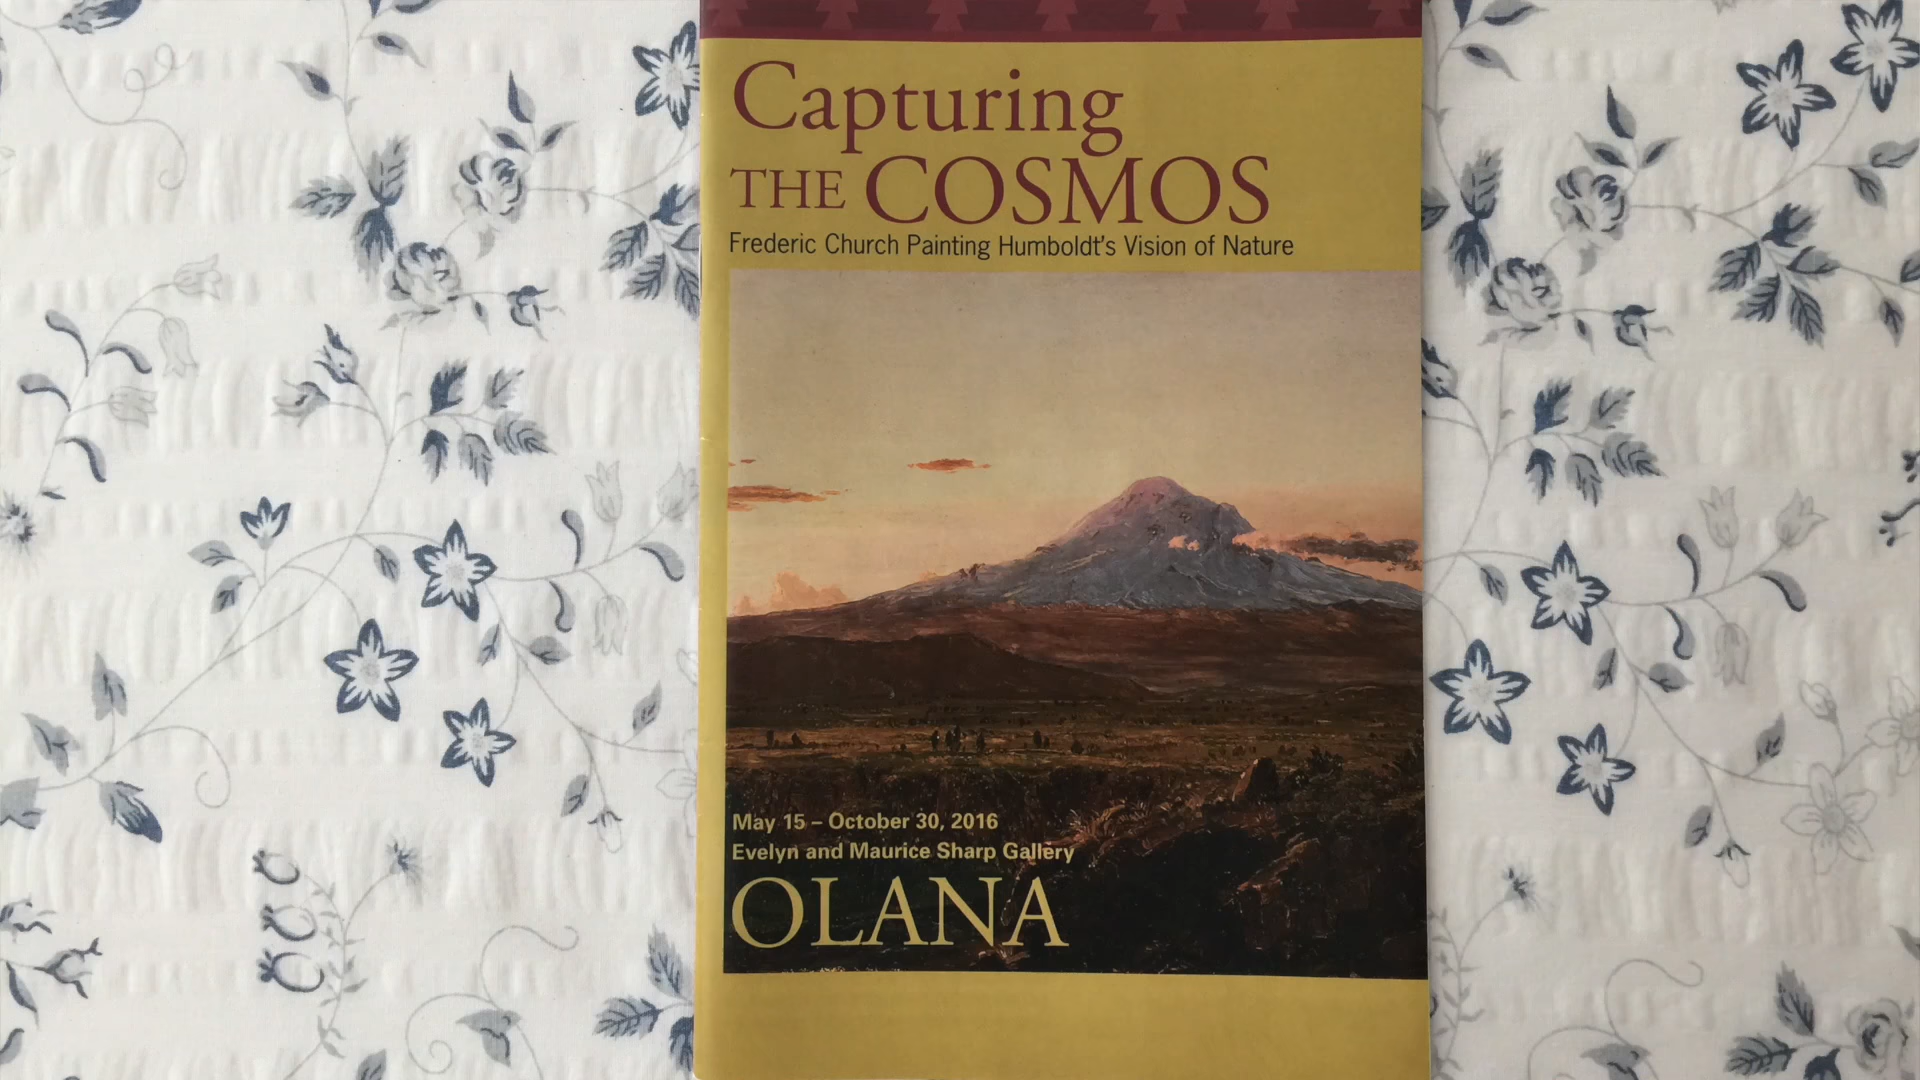 Capturing
THE COSMOS
Frederic Church Painting Humboldt's Vision of Nature
May 15 – October 30, 2016
Evelyn and Maurice Sharp Gallery
OLANA